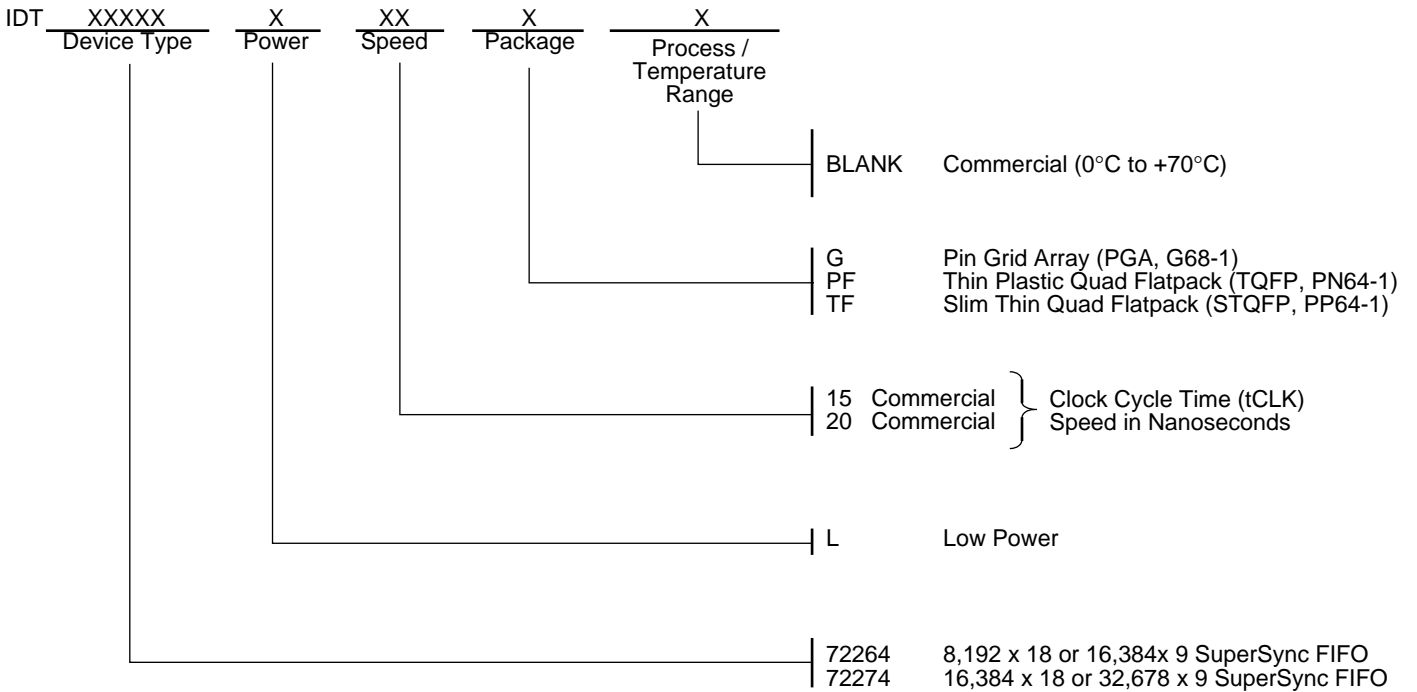 IDT XXXXX X XX X X
Device Type Power Speed Package Process /
Temperature
Range
BLANK Commercial (0°C to +70°C)
G Pin Grid Array (PGA, G68-1)
PF Thin Plastic Quad Flatpack (TQFP, PN64-1)
TF Slim Thin Quad Flatpack (STQFP, PP64-1)
15 Commercial } Clock Cycle Time (tCLK)
20 Commercial Speed in Nanoseconds
L Low Power
72264 8,192 x 18 or 16,384x 9 SuperSync FIFO
72274 16,384 x 18 or 32,678 x 9 SuperSync FIFO